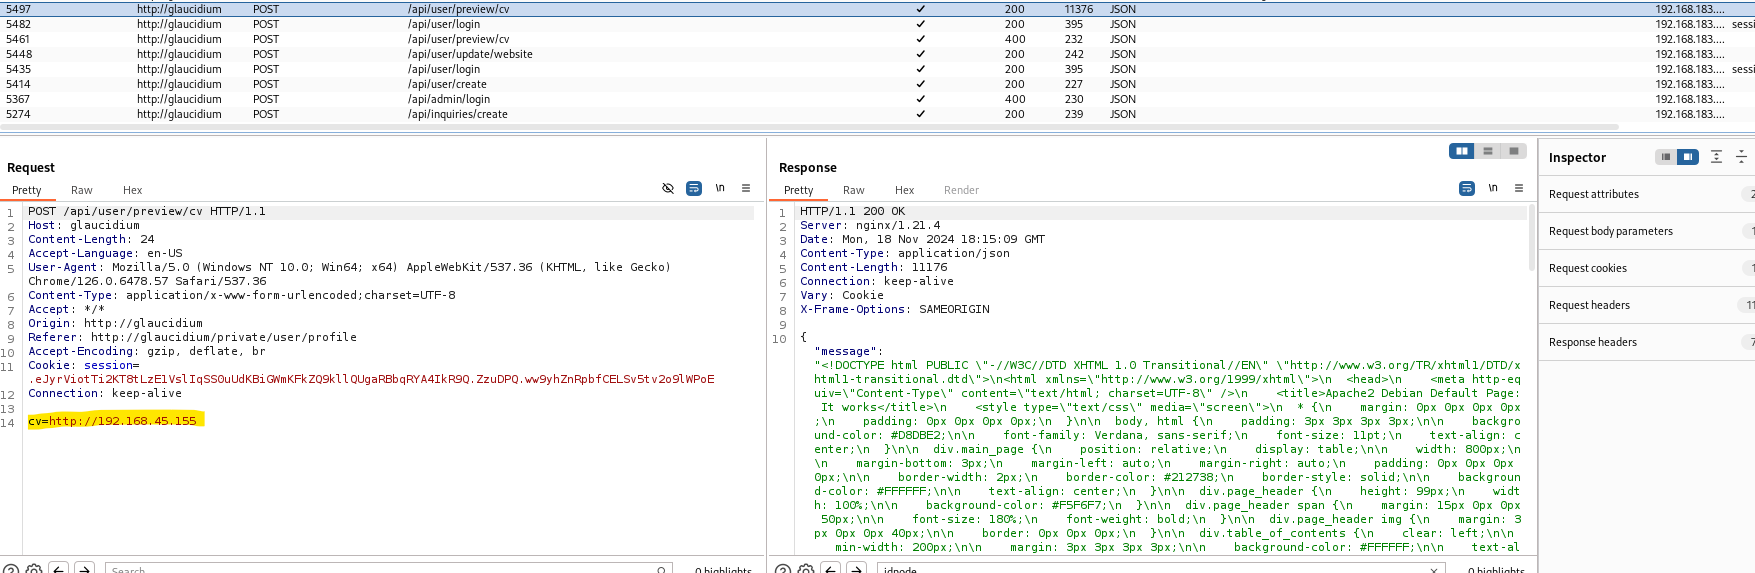 5497 http://glaucidium POST /api/user/preview/cv ✓ 200 11376 JSON 192.168.183....
5482 http://glaucidium POST /api/user/login ✓ 200 395 JSON 192.168.183.... sessi
5461 http://glaucidium POST /api/user/preview/cv ✓ 400 232 JSON 192.168.183....
5448 http://glaucidium POST /api/user/update/website ✓ 200 242 JSON 192.168.183....
5435 http://glaucidium POST /api/user/login ✓ 200 395 JSON 192.168.183.... sessi
5414 http://glaucidium POST /api/user/create ✓ 200 227 JSON 192.168.183....
5367 http://glaucidium POST /api/admin/login ✓ 400 230 JSON 192.168.183....
5274 http://glaucidium POST /api/inquiries/create ✓ 200 239 JSON 192.168.183....
Request
Pretty Raw Hex \n
1 POST /api/user/preview/cv HTTP/1.1
2 Host: glaucidium
3 Content-Length: 24
4 Accept-Language: en-US
5 User-Agent: Mozilla/5.0 (Windows NT 10.0; Win64; x64) AppleWebKit/537.36 (KHTML, like Gecko)
Chrome/126.0.6478.57 Safari/537.36
6 Content-Type: application/x-www-form-urlencoded;charset=UTF-8
7 Accept: */*
8 Origin: http://glaucidium
9 Referer: http://glaucidium/private/user/profile
10 Accept-Encoding: gzip, deflate, br
11 Cookie: session=
.eJyrViotTi2KT8tLzE1VslIqSS0uUdKBiGWmKFkZQ9kllQUgaRBbqRYA4IkR9Q.ZzuDPQ.ww9yhZnRpbfCELSv5tv2o9lWPoE
12 Connection: keep-alive
13
14 cv=http://192.168.45.155
Search 0 highlights
Response
Pretty Raw Hex Render \n
1 HTTP/1.1 200 OK
2 Server: nginx/1.21.4
3 Date: Mon, 18 Nov 2024 18:15:09 GMT
4 Content-Type: application/json
5 Content-Length: 11176
6 Connection: keep-alive
7 Vary: Cookie
8 X-Frame-Options: SAMEORIGIN
9
10 {
"message":
"<!DOCTYPE html PUBLIC \"-//W3C//DTD XHTML 1.0 Transitional//EN\" \"http://www.w3.org/TR/xhtml1/DTD/x
html1-transitional.dtd\">\n<html xmlns=\"http://www.w3.org/1999/xhtml\">\n  <head>\n    <meta http-eq
uiv=\"Content-Type\" content=\"text/html; charset=UTF-8\" />\n    <title>Apache2 Debian Default Page:
It works</title>\n    <style type=\"text/css\" media=\"screen\">\n  * {\n    margin: 0px 0px 0px 0px
;\n    padding: 0px 0px 0px 0px;\n  }\n\n  body, html {\n    padding: 3px 3px 3px 3px;\n\n    backgro
und-color: #D8DBE2;\n\n    font-family: Verdana, sans-serif;\n    font-size: 11pt;\n    text-align: c
enter;\n  }\n\n  div.main_page {\n    position: relative;\n    display: table;\n\n    width: 800px;\n
\n    margin-bottom: 3px;\n    margin-left: auto;\n    margin-right: auto;\n    padding: 0px 0px 0px
0px;\n\n    border-width: 2px;\n    border-color: #212738;\n    border-style: solid;\n\n    backgroun
d-color: #FFFFFF;\n\n    text-align: center;\n  }\n\n  div.page_header {\n    height: 99px;\n    widt
h: 100%;\n\n    background-color: #F5F6F7;\n  }\n\n  div.page_header span {\n    margin: 15px 0px 0px
50px;\n\n    font-size: 180%;\n    font-weight: bold;\n  }\n\n  div.page_header img {\n    margin: 3
px 0px 0px 40px;\n\n    border: 0px 0px 0px;\n  }\n\n  div.table_of_contents {\n    clear: left;\n\n
min-width: 200px;\n\n    margin: 3px 3px 3px 3px;\n\n    background-color: #FFFFFF;\n\n    text-al
idnode 0 highlights
Inspector
Request attributes 2
Request body parameters 1
Request cookies 1
Request headers 11
Response headers 7